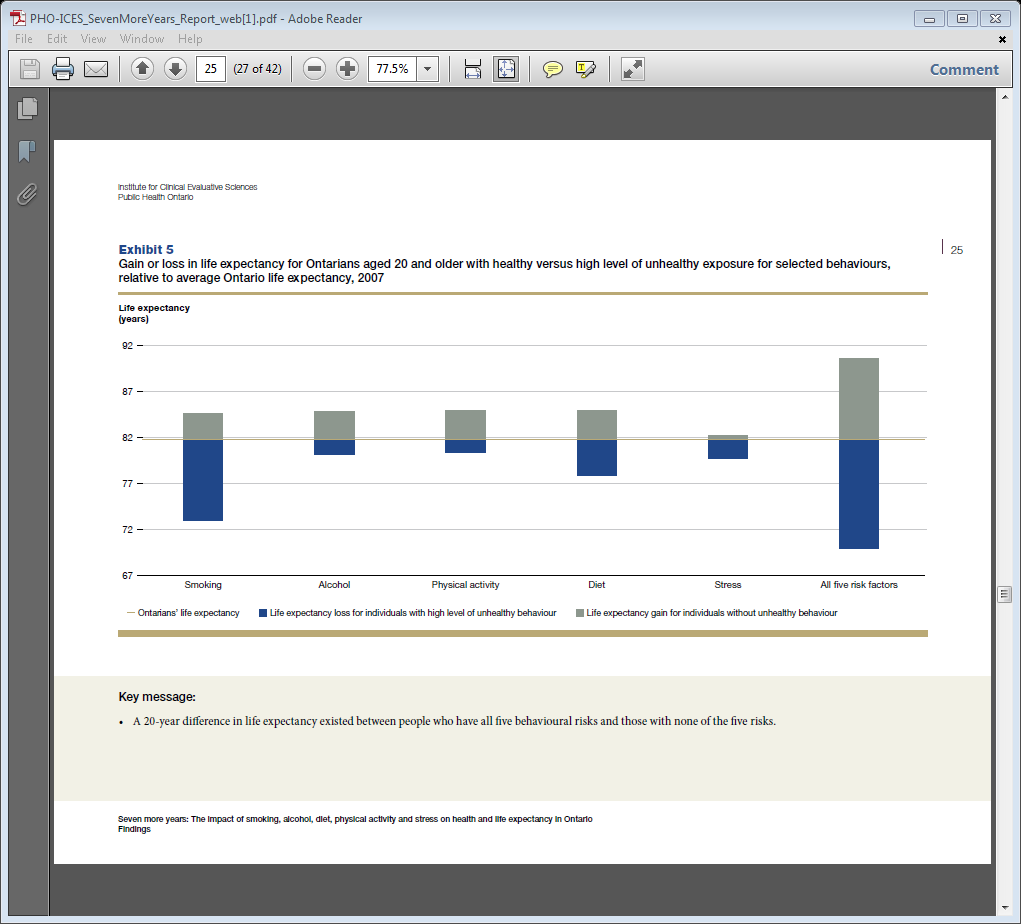 PHO-ICES_SevenMoreYears_Report_web[1].pdf - Adobe Reader
File Edit View Window Help
25 (27 of 42) 77.5% Comment
Institute for Clinical Evaluative Sciences
Public Health Ontario
25
Exhibit 5
Gain or loss in life expectancy for Ontarians aged 20 and older with healthy versus high level of unhealthy exposure for selected behaviours,
relative to average Ontario life expectancy, 2007
Life expectancy
(years)
92
87
82
77
72
67
Smoking Alcohol Physical activity Diet Stress All five risk factors
Ontarians' life expectancy Life expectancy loss for individuals with high level of unhealthy behaviour Life expectancy gain for individuals without unhealthy behaviour
Key message:
• A 20-year difference in life expectancy existed between people who have all five behavioural risks and those with none of the five risks.
Seven more years: The impact of smoking, alcohol, diet, physical activity and stress on health and life expectancy in Ontario
Findings